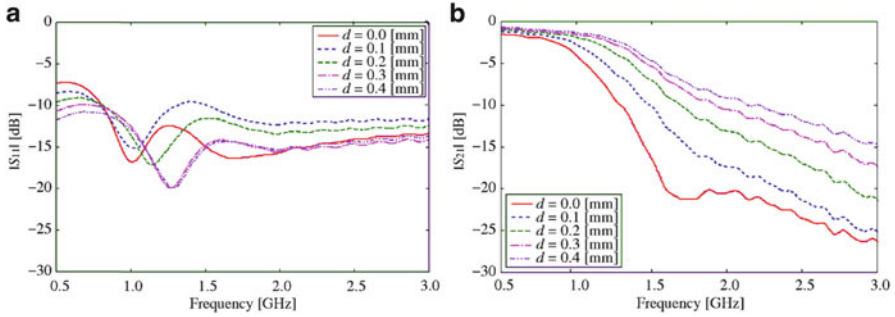 a
0
−5
−10
−15
−20
−25
−30
|S11| [dB]
d = 0.0 [mm]
d = 0.1 [mm]
d = 0.2 [mm]
d = 0.3 [mm]
d = 0.4 [mm]
0.5 1.0 1.5 2.0 2.5 3.0
Frequency [GHz]
b
0
−5
−10
−15
−20
−25
−30
|S21| [dB]
d = 0.0 [mm]
d = 0.1 [mm]
d = 0.2 [mm]
d = 0.3 [mm]
d = 0.4 [mm]
0.5 1.0 1.5 2.0 2.5 3.0
Frequency [GHz]